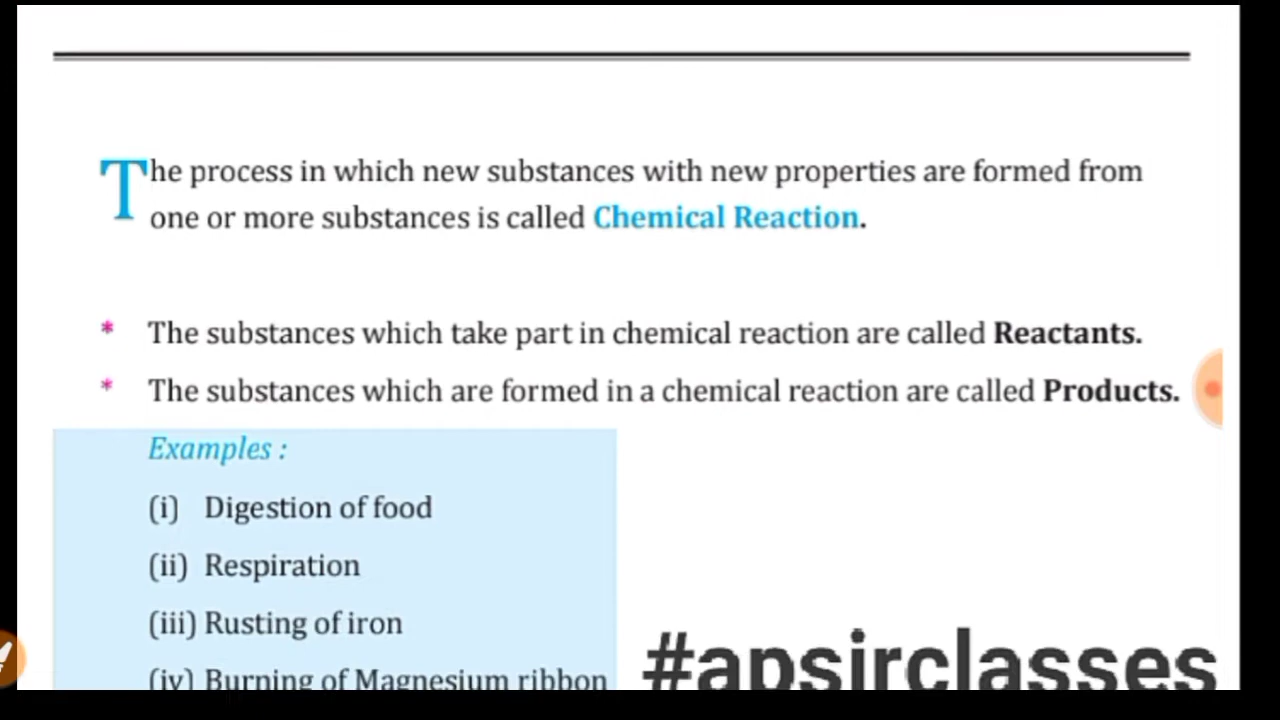 The process in which new substances with new properties are formed from
one or more substances is called Chemical Reaction.
* The substances which take part in chemical reaction are called Reactants.
* The substances which are formed in a chemical reaction are called Products.
Examples :
(i) Digestion of food
(ii) Respiration
(iii) Rusting of iron
(iv) Burning of Magnesium ribbon
#apsirclasses